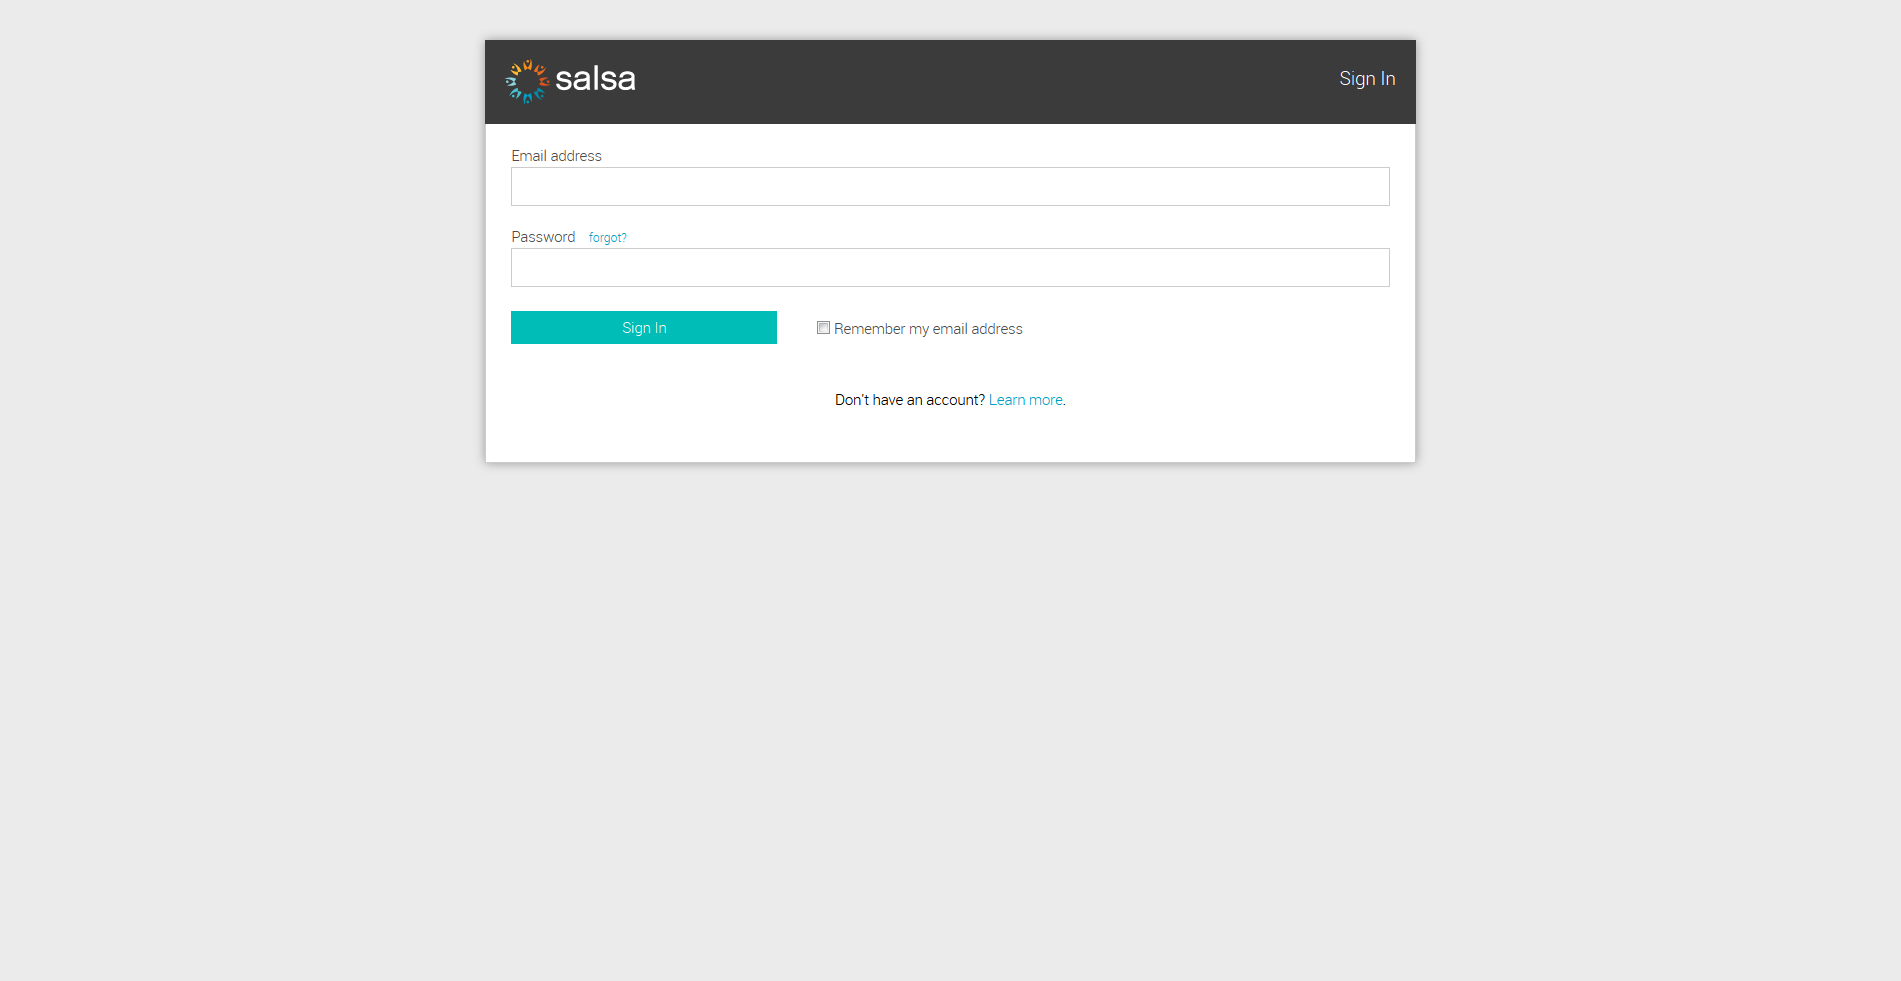 salsa
Sign In
Email address
Password forgot?
Sign In
Remember my email address
Don't have an account? Learn more.